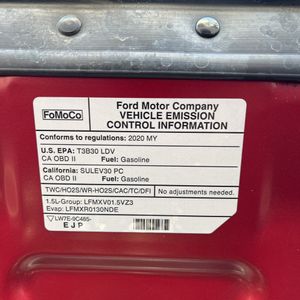 FoMoCo
Ford Motor Company
VEHICLE EMISSION
CONTROL INFORMATION
Conforms to regulations: 2020 MY
U.S. EPA: T3B30 LDV
CA OBD II Fuel: Gasoline
California: SULEV30 PC
CA OBD II Fuel: Gasoline
TWC/HO2S/WR-HO2S/CAC/TC/DFI No adjustments needed.
1.5L-Group: LFMXV01.5VZ3
Evap: LFMXR0130NDE
LW7E-9C485-
EJP